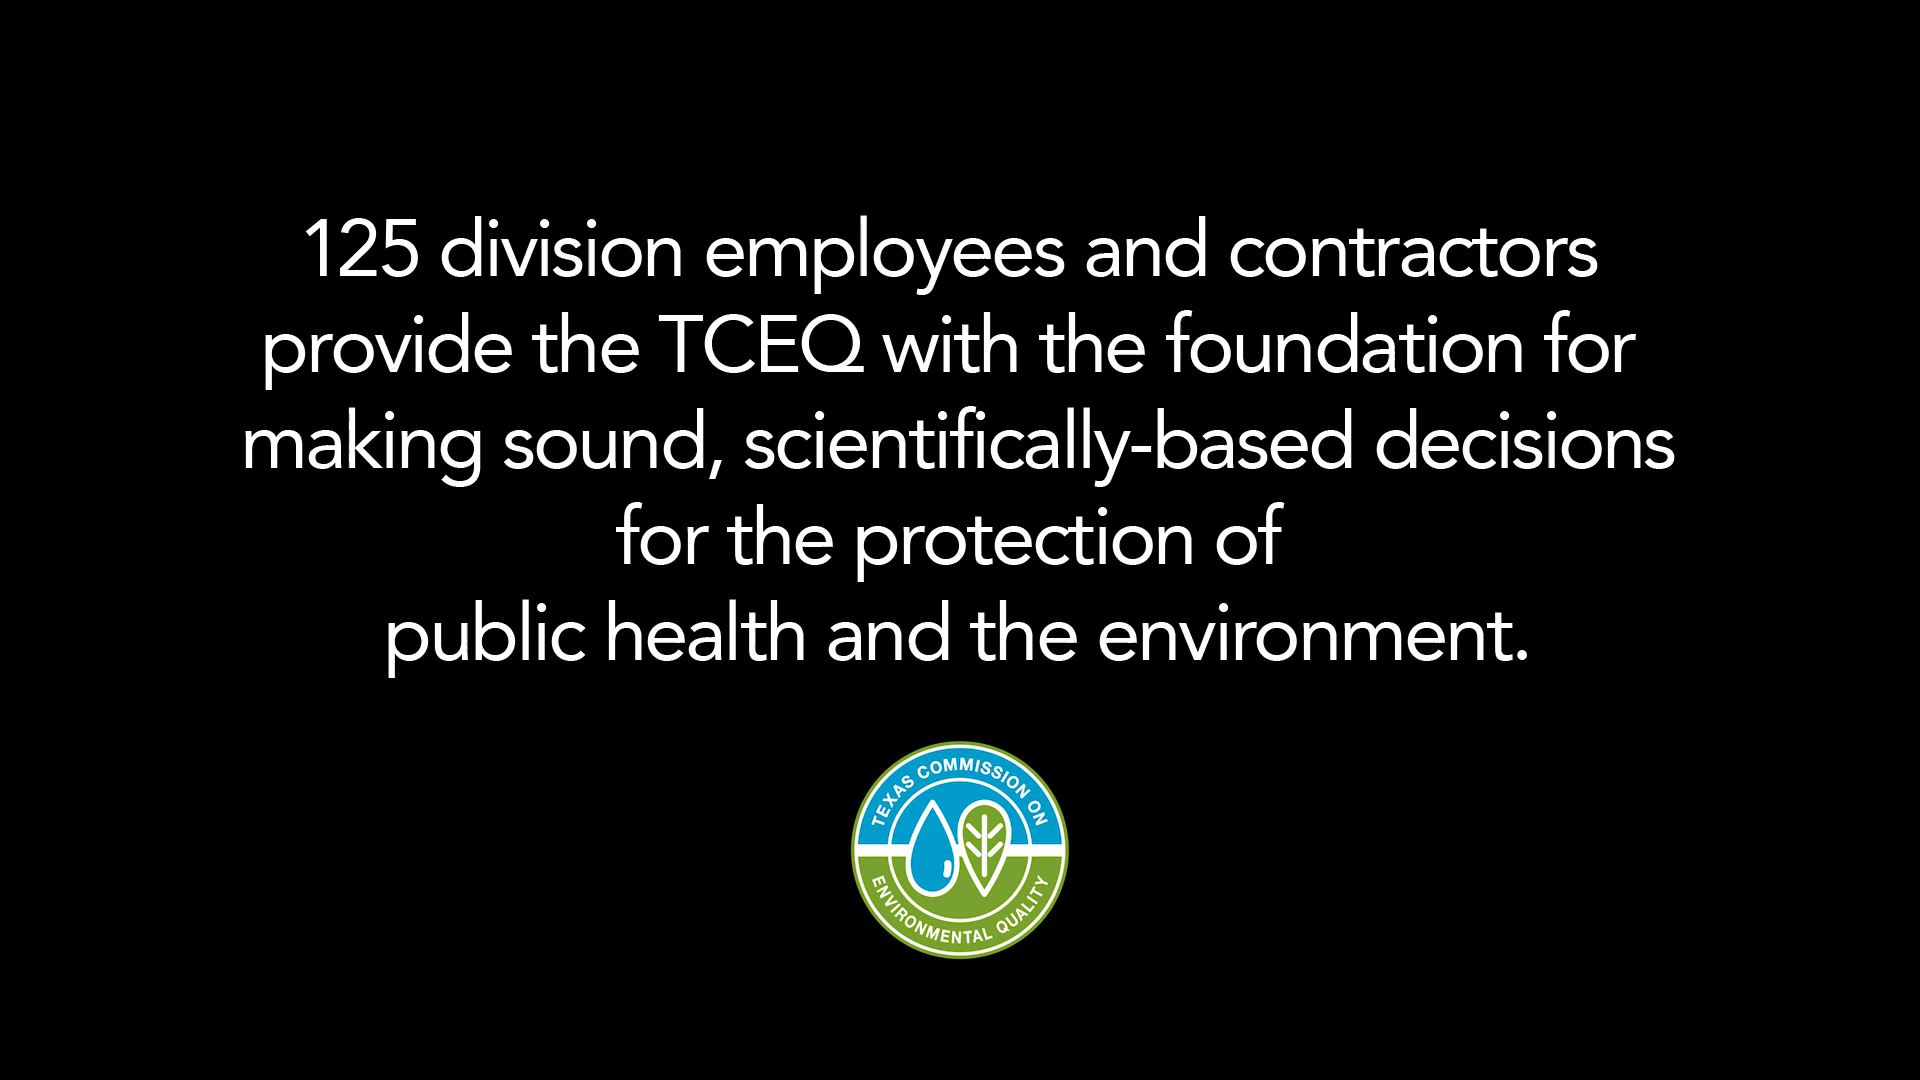 125 division employees and contractors
provide the TCEQ with the foundation for
making sound, scientifically-based decisions
for the protection of
public health and the environment.
TEXAS COMMISSION ON
ENVIRONMENTAL QUALITY